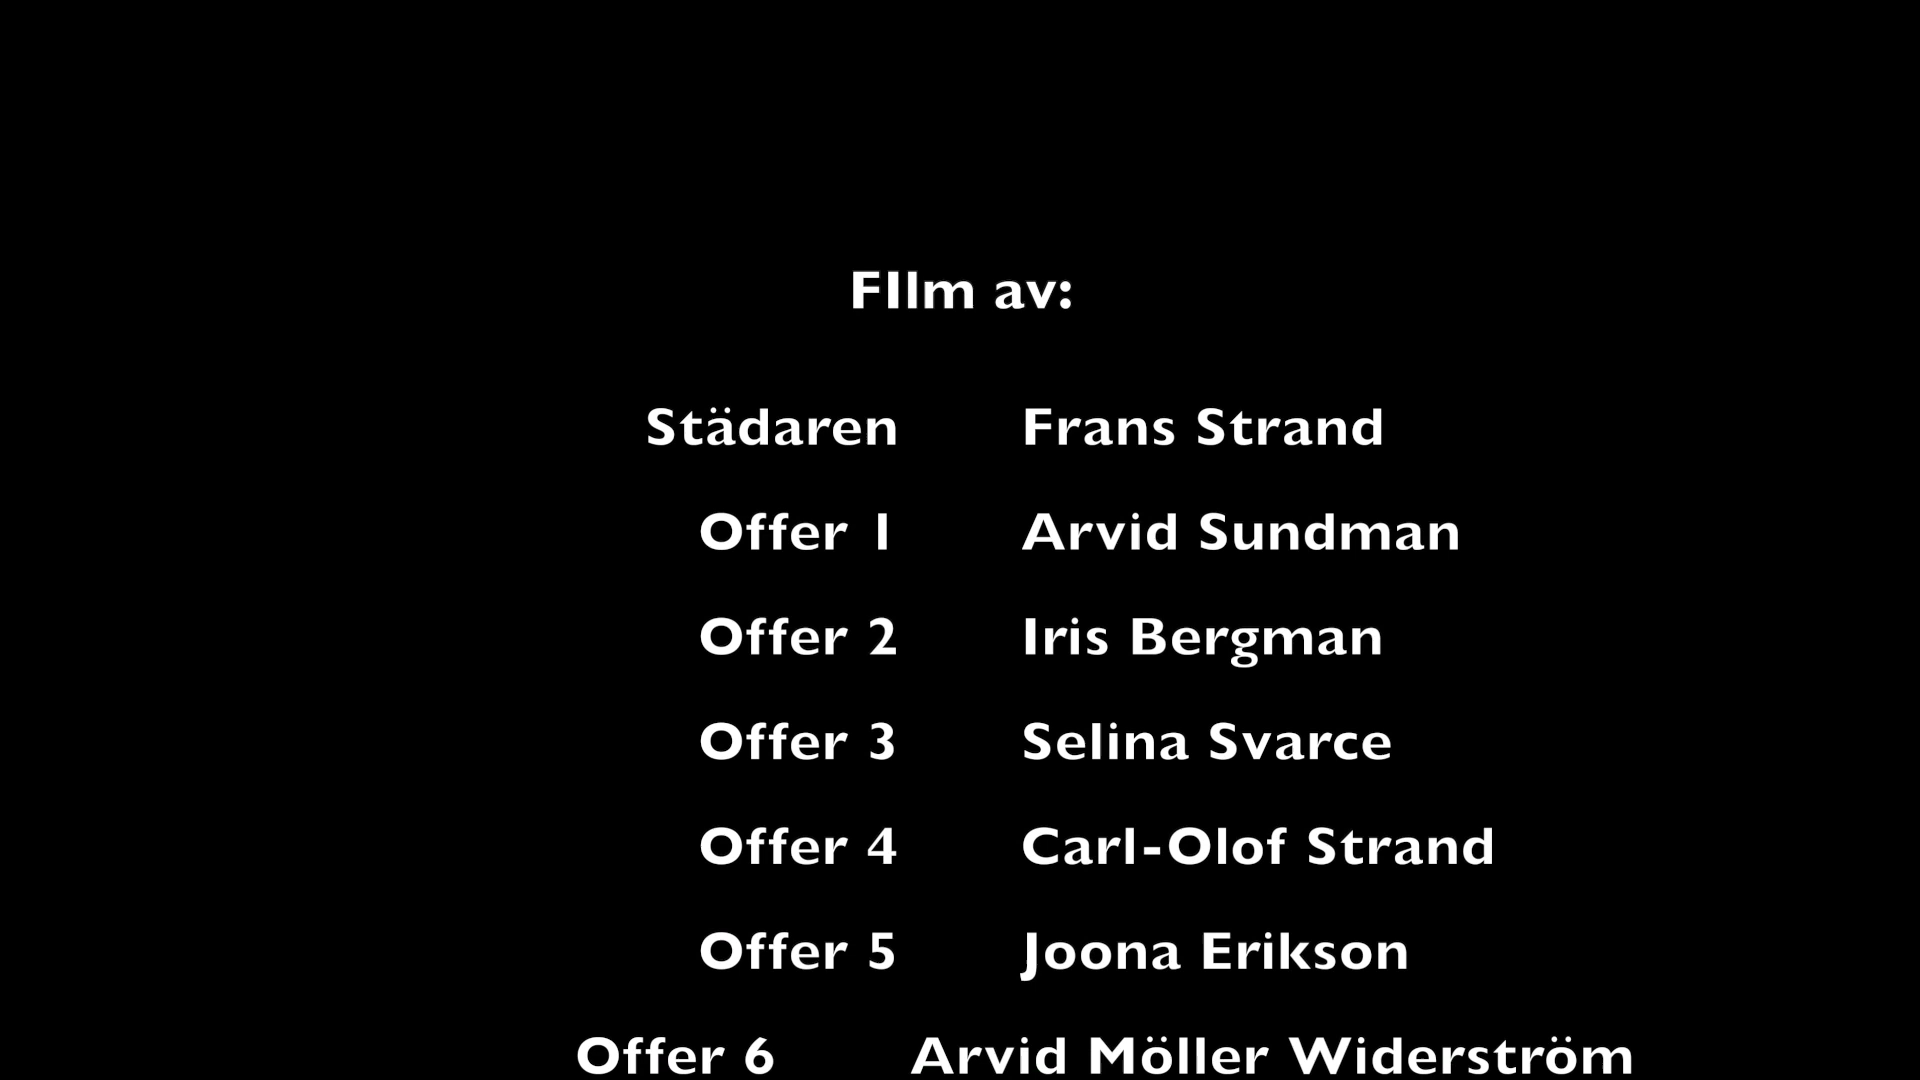 FIlm av:
Städaren Frans Strand
Offer 1 Arvid Sundman
Offer 2 Iris Bergman
Offer 3 Selina Svarce
Offer 4 Carl-Olof Strand
Offer 5 Joona Erikson
Offer 6 Arvid Möller Widerström